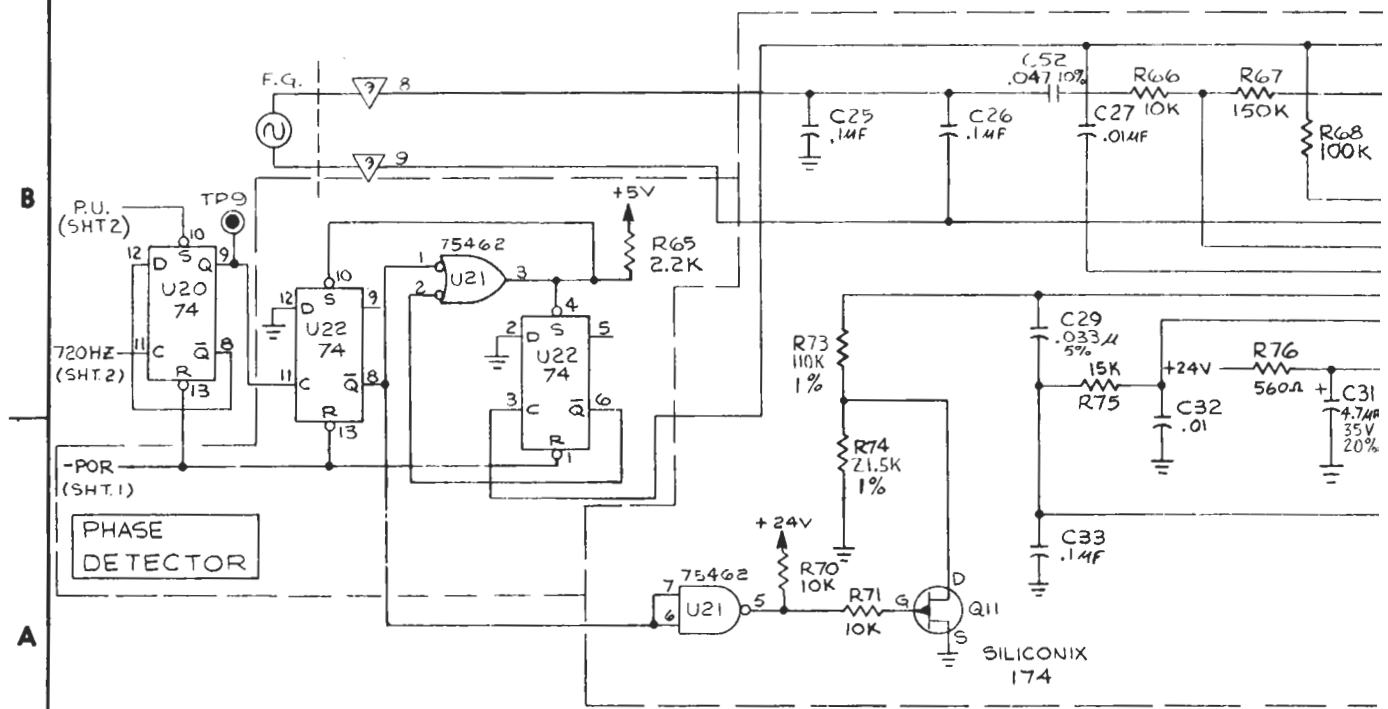 F.G.
? 8
? 9
C52
.047 10%
R66
10K
R67
150K
C25
.1MF
C26
.1MF
C27
.01MF
R68
100K
B
P.U.
(SHT2)
TP9
+5V
R65
2.2K
10
12 D S Q 9
U20
74
720HZ
(SHT.2)
11 C Q 8
R
13
10
12 D S 9
U22
74
11 C Q 8
R
13
75462
1
2
U21
3
4
2 D S 5
U22
74
3 C Q 6
R
1
-POR
(SHT.1)
PHASE
DETECTOR
R73
110K
1%
R74
21.5K
1%
C29
.033μ
5%
15K
R75
C32
.01
+24V
R76
560Ω
+
C31
4.7MF
35V
20%
C33
.1MF
+24V
R70
10K
75462
7
6
U21
5
R71
10K
G
D
S
Q11
SILICONIX
174
A